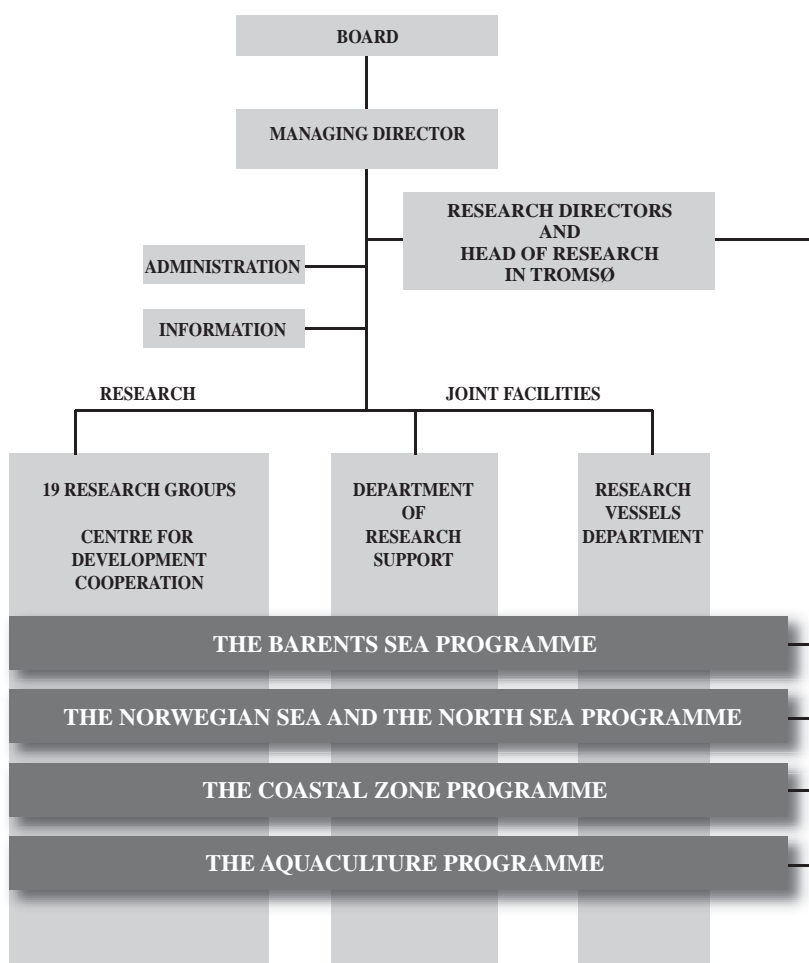 BOARD
MANAGING DIRECTOR
RESEARCH DIRECTORS
AND
HEAD OF RESEARCH
IN TROMSØ
ADMINISTRATION
INFORMATION
RESEARCH
JOINT FACILITIES
19 RESEARCH GROUPS
CENTRE FOR
DEVELOPMENT
COOPERATION
DEPARTMENT
OF
RESEARCH
SUPPORT
RESEARCH
VESSELS
DEPARTMENT
THE BARENTS SEA PROGRAMME
THE NORWEGIAN SEA AND THE NORTH SEA PROGRAMME
THE COASTAL ZONE PROGRAMME
THE AQUACULTURE PROGRAMME